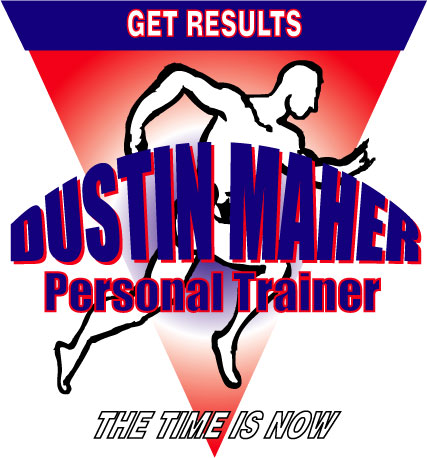 GET RESULTS
DUSTIN MAHER
Personal Trainer
THE TIME IS NOW